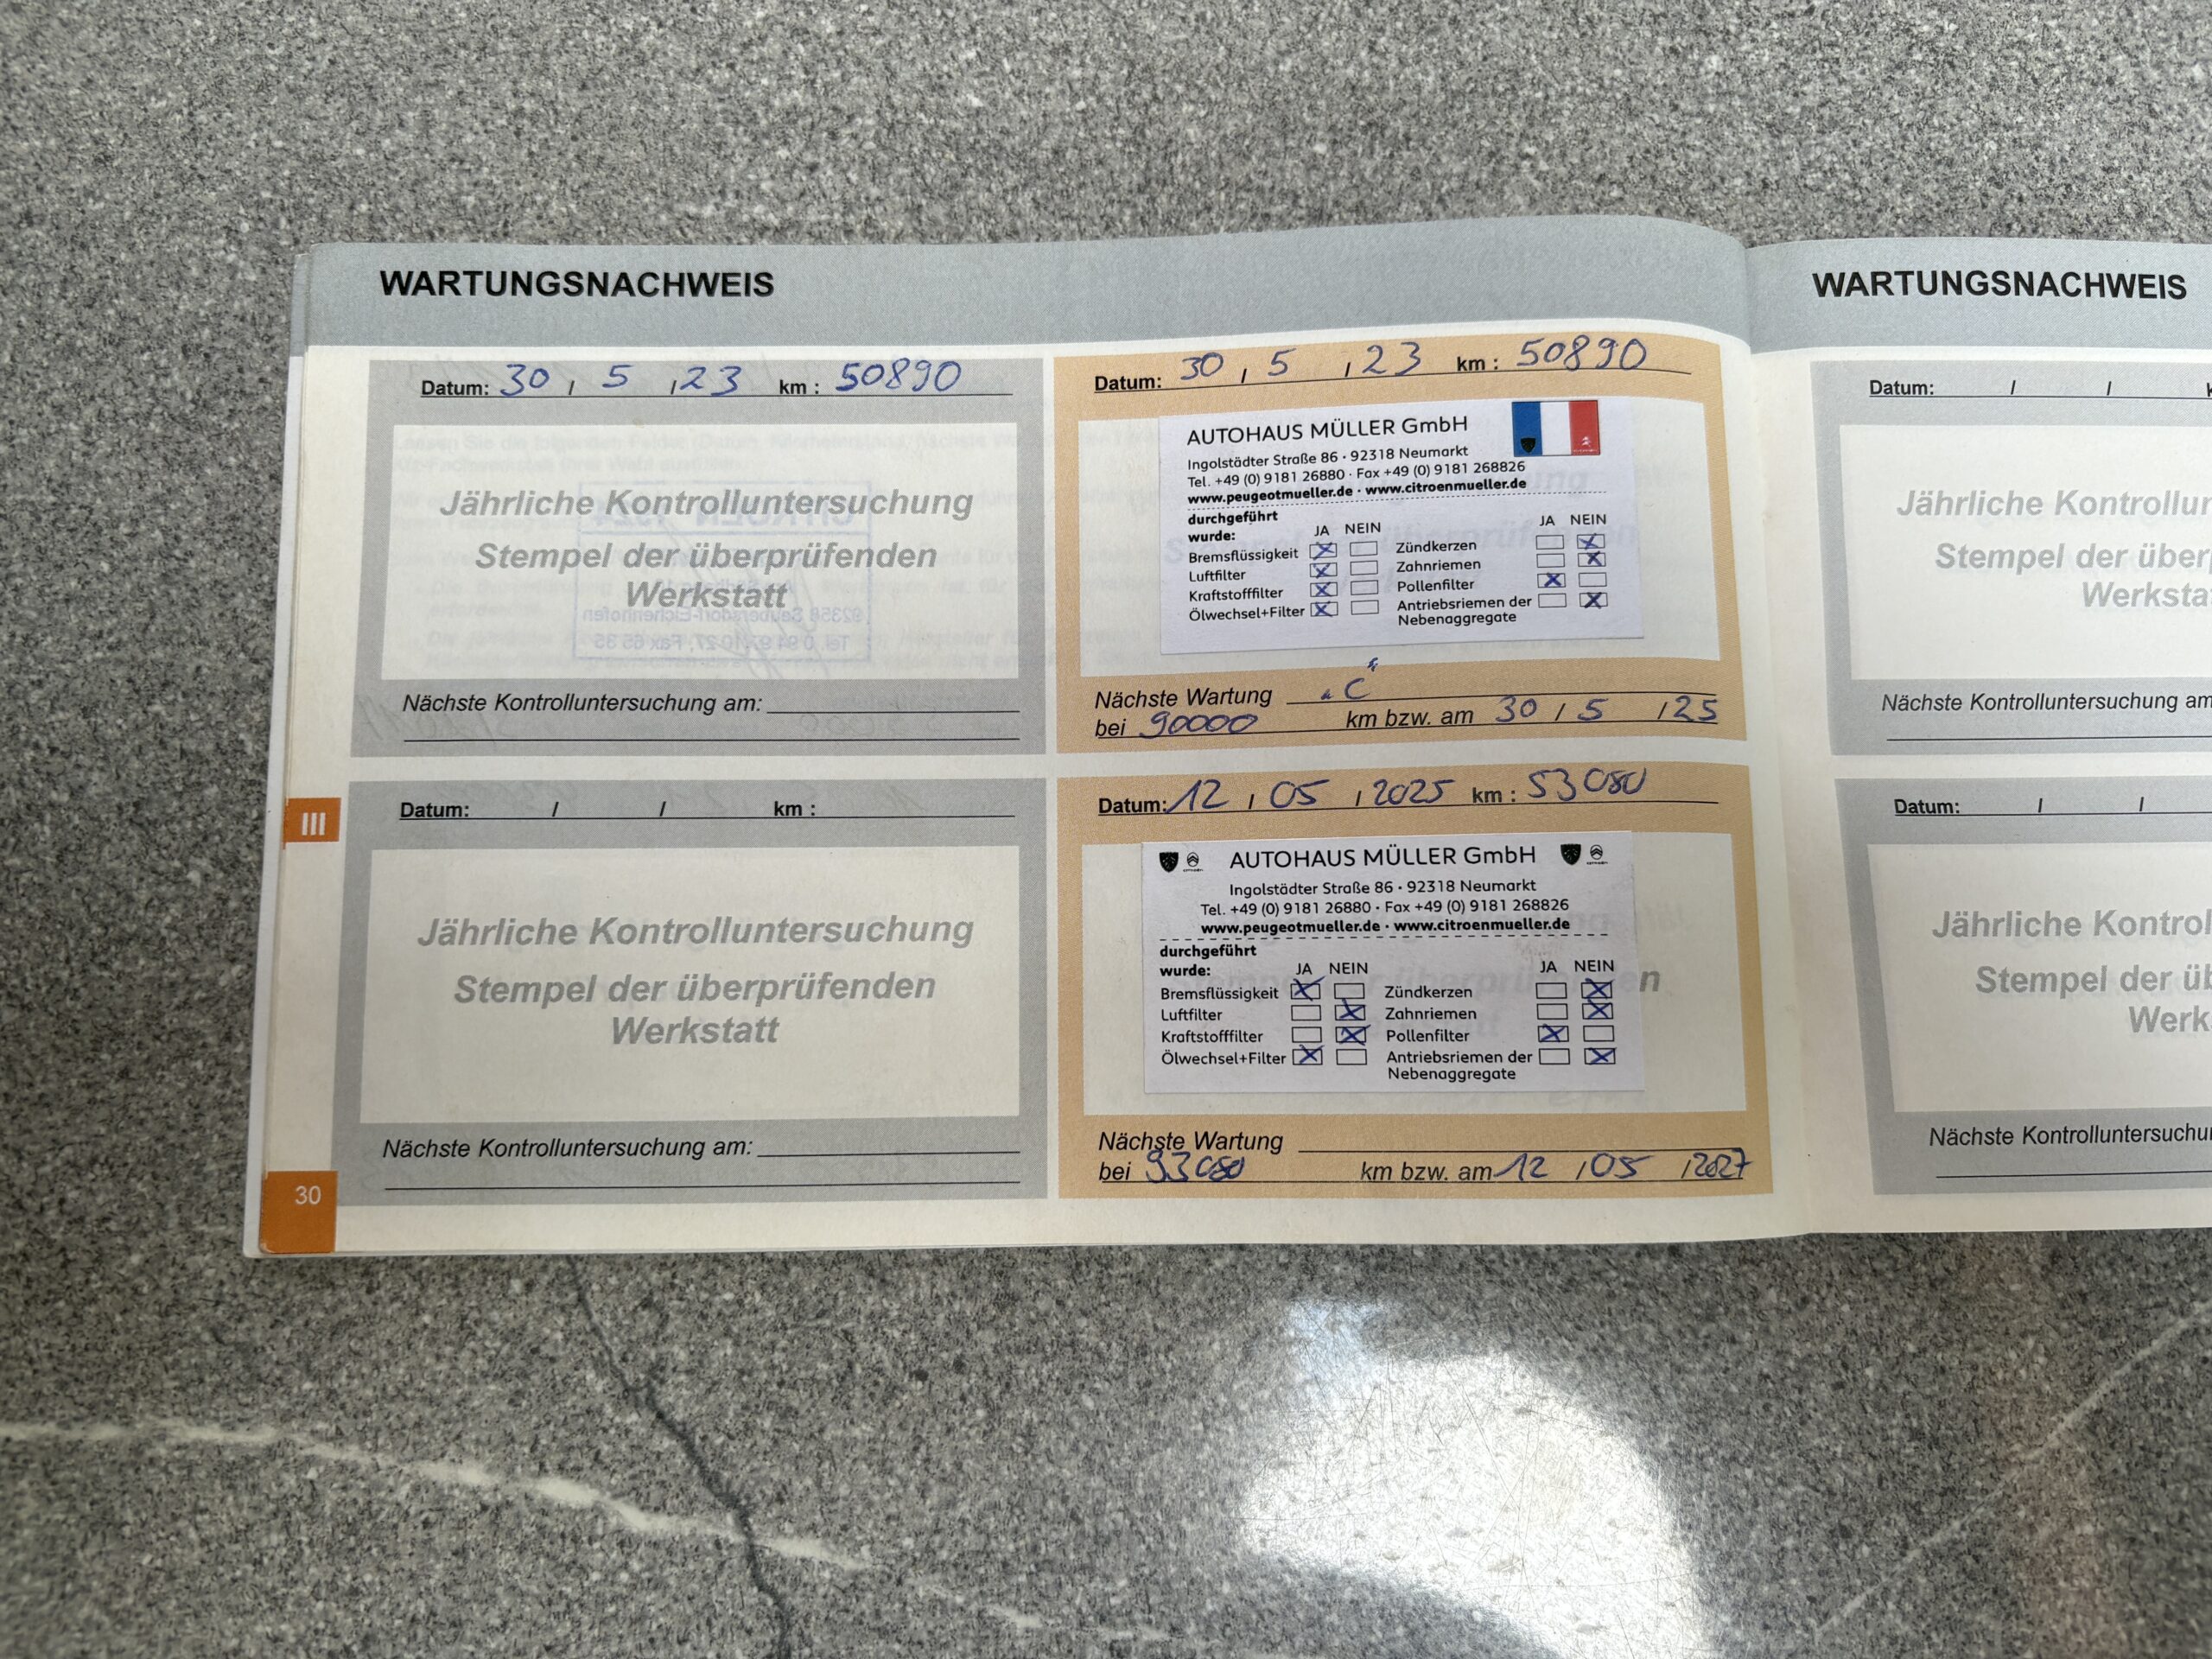 WARTUNGSNACHWEIS
Datum: 30 / 5 / 23 km : 50890
Jährliche Kontrolluntersuchung
Stempel der überprüfenden
Werkstatt
Nächste Kontrolluntersuchung am:
Datum: 30 / 5 / 23 km : 50890
AUTOHAUS MÜLLER GmbH
Ingolstädter Straße 86 · 92318 Neumarkt
Tel. +49 (0) 9181 26880 · Fax +49 (0) 9181 268826
www.peugeotmueller.de · www.citroenmueller.de
durchgeführt
wurde: JA NEIN JA NEIN
Bremsflüssigkeit X Zündkerzen X
Luftfilter X Zahnriemen X
Kraftstofffilter X Pollenfilter X
Ölwechsel+Filter X Antriebsriemen der X
Nebenaggregate
Nächste Wartung "C"
bei 90000 km bzw. am 30 / 5 / 25
III
Datum: / / km :
Jährliche Kontrolluntersuchung
Stempel der überprüfenden
Werkstatt
Nächste Kontrolluntersuchung am:
30
Datum: 12 / 05 / 2025 km : 53080
AUTOHAUS MÜLLER GmbH
Ingolstädter Straße 86 · 92318 Neumarkt
Tel. +49 (0) 9181 26880 · Fax +49 (0) 9181 268826
www.peugeotmueller.de · www.citroenmueller.de
durchgeführt
wurde: JA NEIN JA NEIN
Bremsflüssigkeit X Zündkerzen X
Luftfilter X Zahnriemen X
Kraftstofffilter X Pollenfilter X
Ölwechsel+Filter X Antriebsriemen der X
Nebenaggregate
Nächste Wartung
bei 93080 km bzw. am 12 / 05 / 2027
WARTUNGSNACHWEIS
Datum: / /
Jährliche Kontrollur
Stempel der über
Werksta
Nächste Kontrolluntersuchung am
Datum: / /
Jährliche Kontrol
Stempel der üb
Werk
Nächste Kontrolluntersuchu